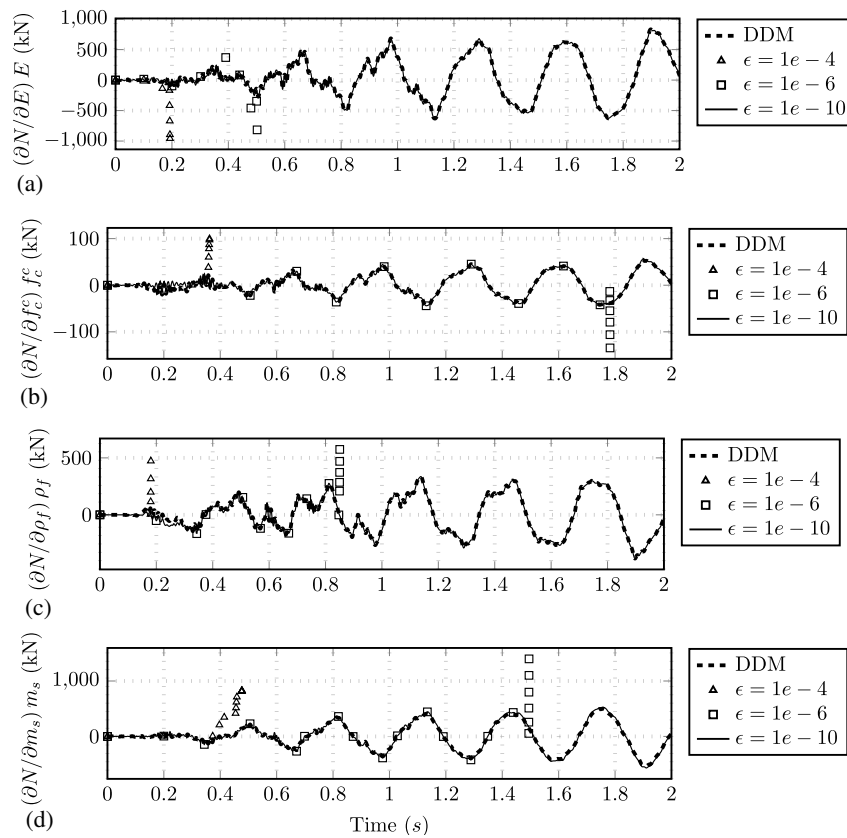 1,000
500
0
−500
−1,000
(∂N/∂E) E (kN)
0 0.2 0.4 0.6 0.8 1 1.2 1.4 1.6 1.8 2
DDM
ϵ = 1e − 4
ϵ = 1e − 6
ϵ = 1e − 10
(a)
100
0
−100
(∂N/∂f_c^c) f_c^c (kN)
0 0.2 0.4 0.6 0.8 1 1.2 1.4 1.6 1.8 2
DDM
ϵ = 1e − 4
ϵ = 1e − 6
ϵ = 1e − 10
(b)
500
0
(∂N/∂ρ_f) ρ_f (kN)
0 0.2 0.4 0.6 0.8 1 1.2 1.4 1.6 1.8 2
DDM
ϵ = 1e − 4
ϵ = 1e − 6
ϵ = 1e − 10
(c)
1,000
0
(∂N/∂m_s) m_s (kN)
0 0.2 0.4 0.6 0.8 1 1.2 1.4 1.6 1.8 2
DDM
ϵ = 1e − 4
ϵ = 1e − 6
ϵ = 1e − 10
Time (s)
(d)